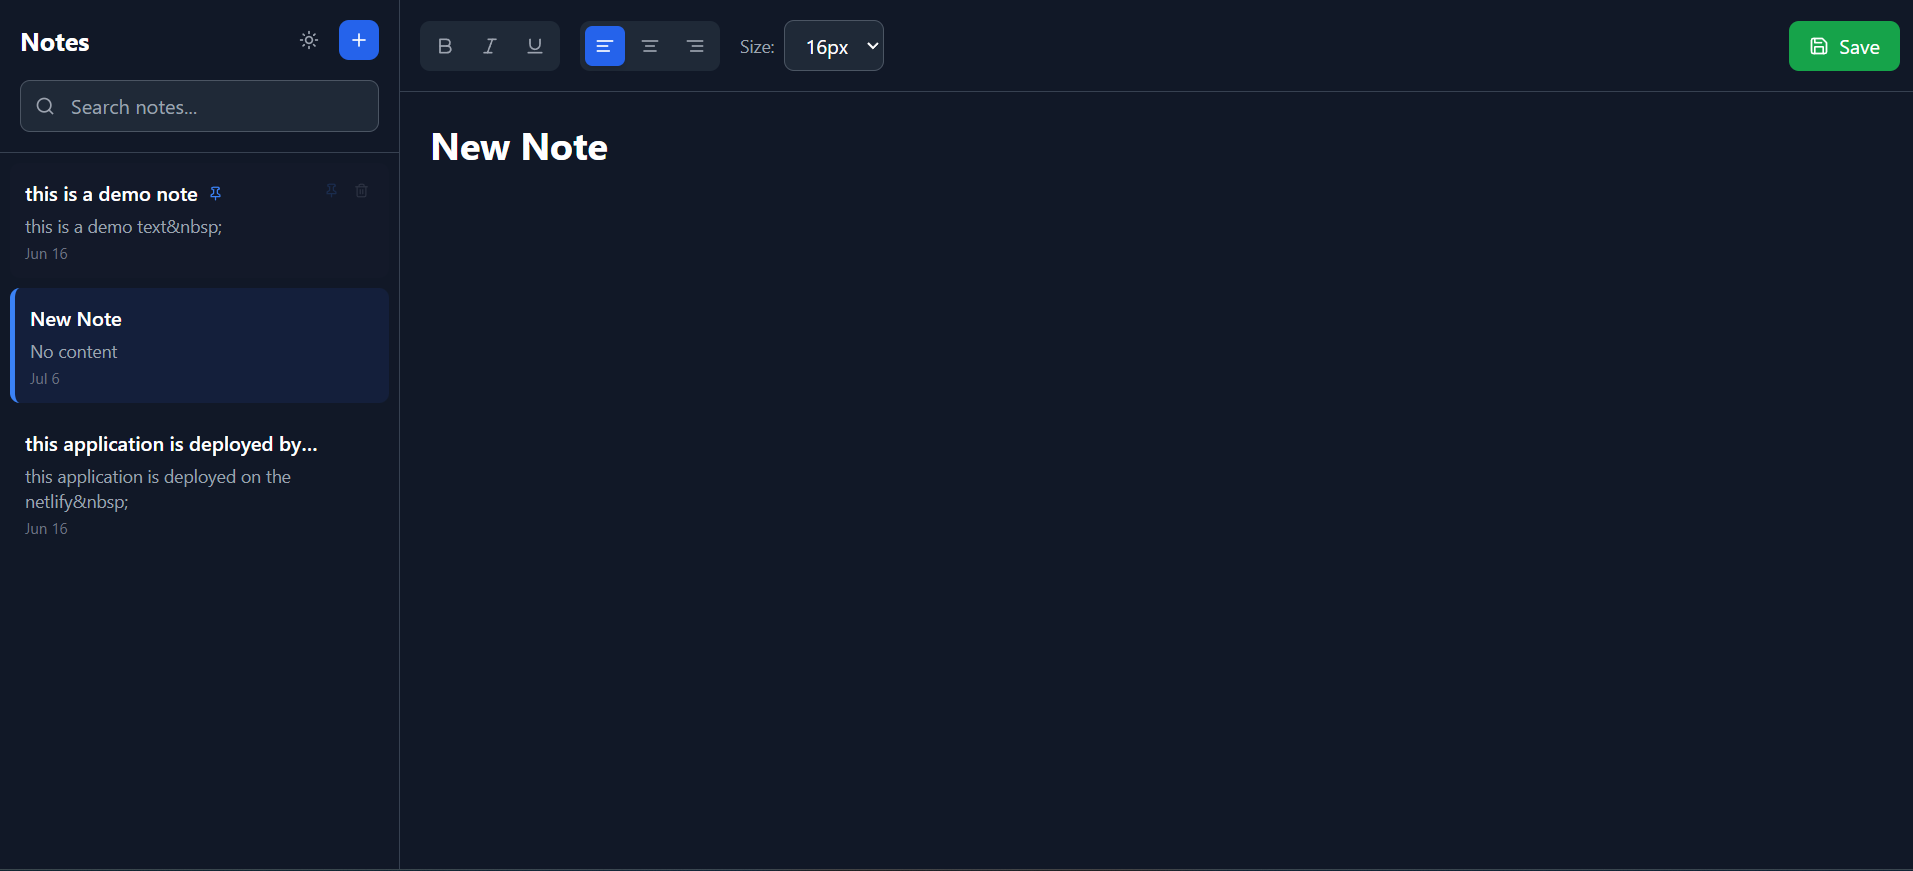 Notes
Search notes...
this is a demo note
this is a demo text&nbsp;
Jun 16
New Note
No content
Jul 6
this application is deployed by...
this application is deployed on the
netlify&nbsp;
Jun 16
B I U Size: 16px Save
New Note